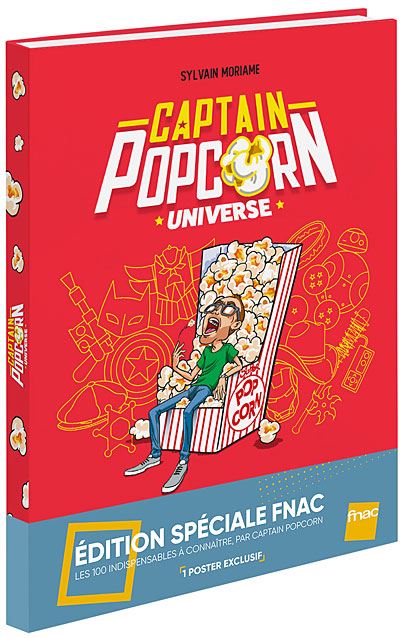 SYLVAIN MORIAME
CAPTAIN
POPCORN
UNIVERSE
POP
CORN
CAPTAIN
POPCORN
UNIVERSE
ÉDITION SPÉCIALE FNAC
LES 100 INDISPENSABLES À CONNAÎTRE, PAR CAPTAIN POPCORN
1 POSTER EXCLUSIF
fnac